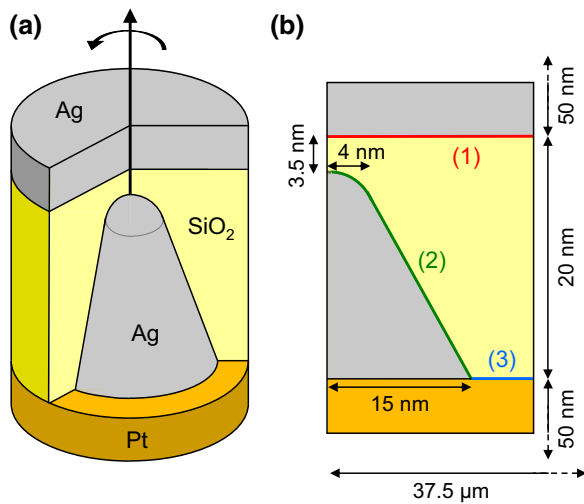 (a)
Ag
SiO₂
Ag
Pt
(b)
50 nm
(1)
3.5 nm
4 nm
(2)
20 nm
(3)
15 nm
50 nm
37.5 µm